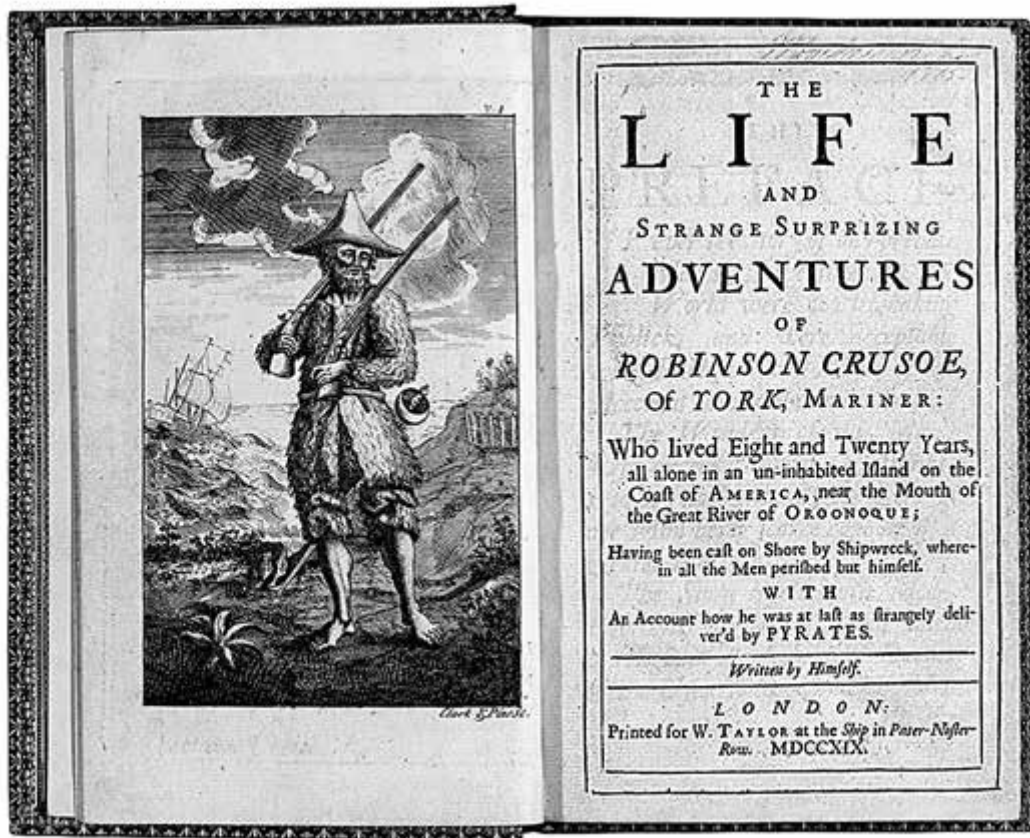 Clark & Pine Sc.
THE
LIFE
AND
STRANGE SURPRIZING
ADVENTURES
OF
ROBINSON CRUSOE,
Of YORK, MARINER:
Who lived Eight and Twenty Years,
all alone in an un-inhabited Iſland on the
Coaſt of AMERICA, near the Mouth of
the Great River of OROONOQUE;
Having been caſt on Shore by Shipwreck, where-
in all the Men periſhed but himſelf.
WITH
An Account how he was at laſt as ſtrangely deli-
ver'd by PYRATES.
Written by Himſelf.
LONDON:
Printed for W. TAYLOR at the Ship in Pater-Noſter-
Row. MDCCXIX.